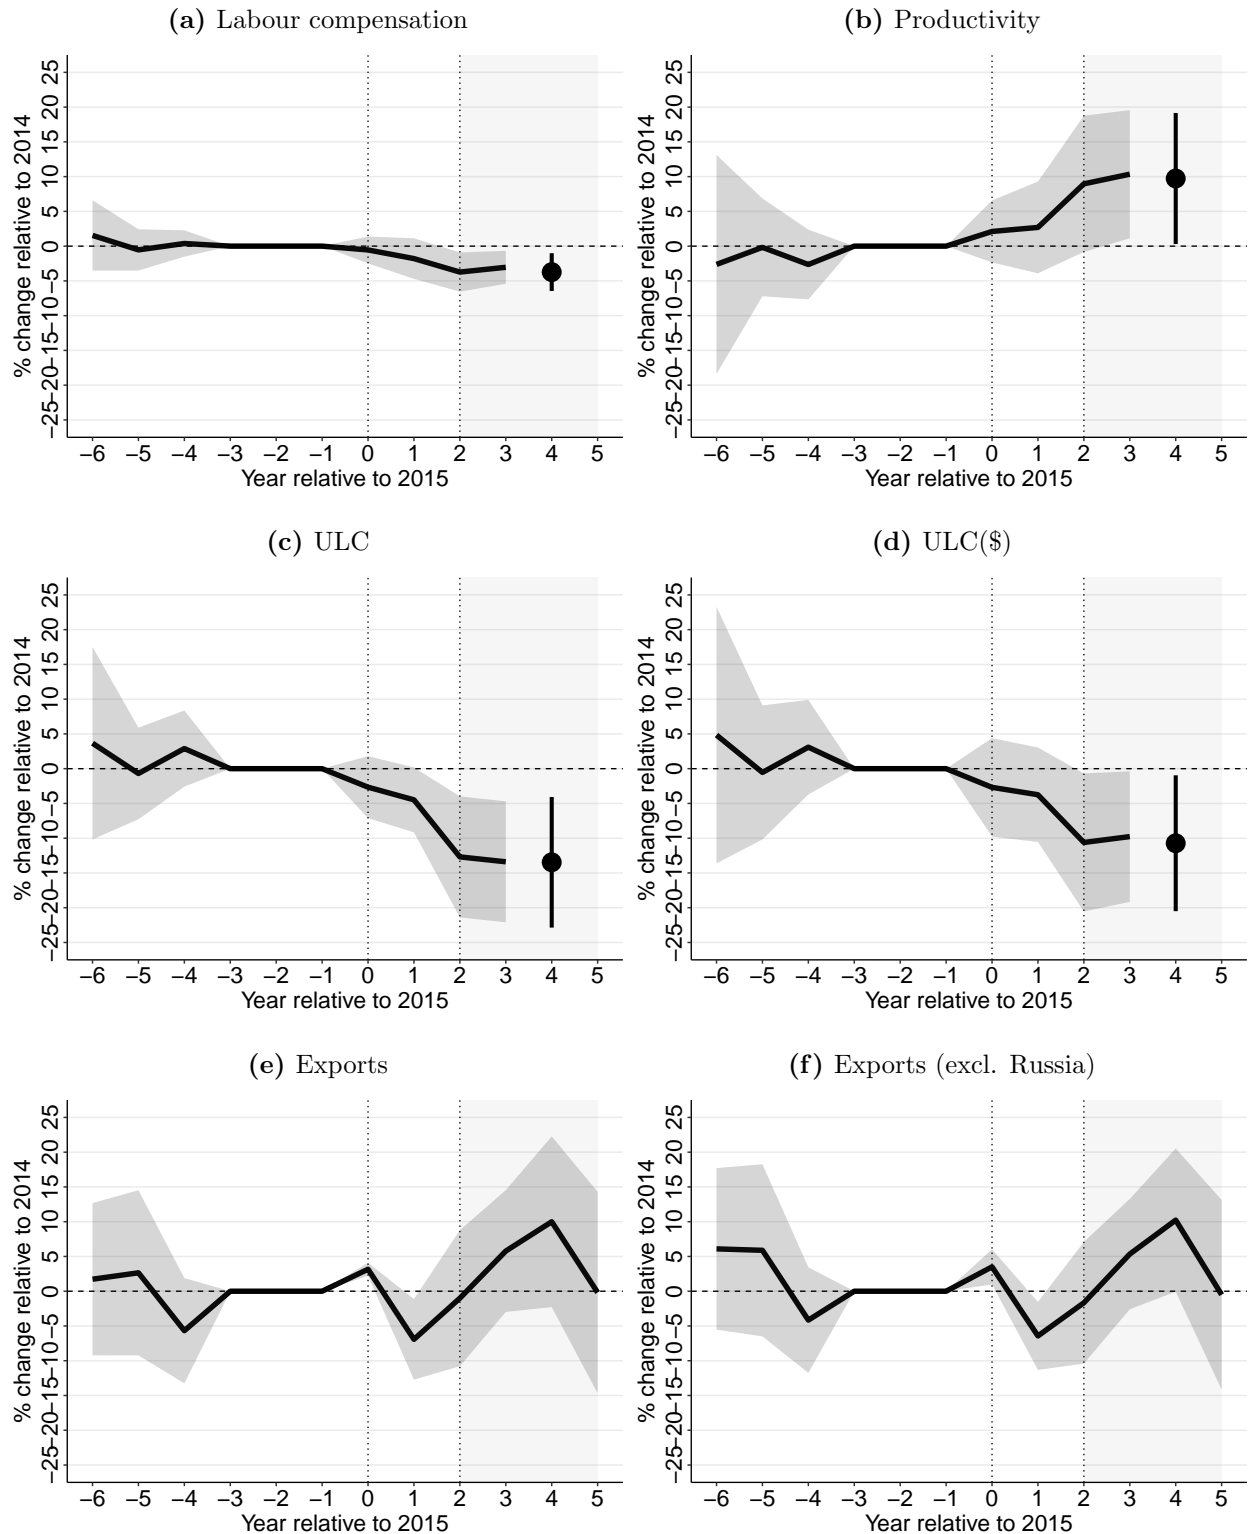 (a) Labour compensation
(b) Productivity
% change relative to 2014
25
20
15
10
5
0
−5
−10
−15
−20
−25
−6 −5 −4 −3 −2 −1 0 1 2 3 4 5
Year relative to 2015
% change relative to 2014
25
20
15
10
5
0
−5
−10
−15
−20
−25
−6 −5 −4 −3 −2 −1 0 1 2 3 4 5
Year relative to 2015
(c) ULC
(d) ULC($)
% change relative to 2014
25
20
15
10
5
0
−5
−10
−15
−20
−25
−6 −5 −4 −3 −2 −1 0 1 2 3 4 5
Year relative to 2015
% change relative to 2014
25
20
15
10
5
0
−5
−10
−15
−20
−25
−6 −5 −4 −3 −2 −1 0 1 2 3 4 5
Year relative to 2015
(e) Exports
(f) Exports (excl. Russia)
% change relative to 2014
25
20
15
10
5
0
−5
−10
−15
−20
−25
−6 −5 −4 −3 −2 −1 0 1 2 3 4 5
Year relative to 2015
% change relative to 2014
25
20
15
10
5
0
−5
−10
−15
−20
−25
−6 −5 −4 −3 −2 −1 0 1 2 3 4 5
Year relative to 2015